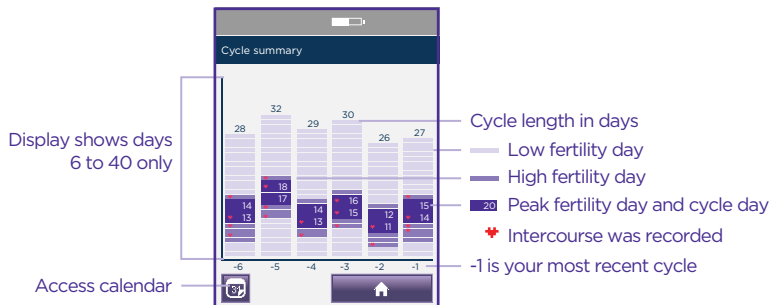 Cycle summary
28
32
29
30
26
27
14
13
18
17
14
13
16
15
12
11
15
14
-6
-5
-4
-3
-2
-1
31
Display shows days
6 to 40 only
Access calendar
Cycle length in days
Low fertility day
High fertility day
20
Peak fertility day and cycle day
Intercourse was recorded
-1 is your most recent cycle